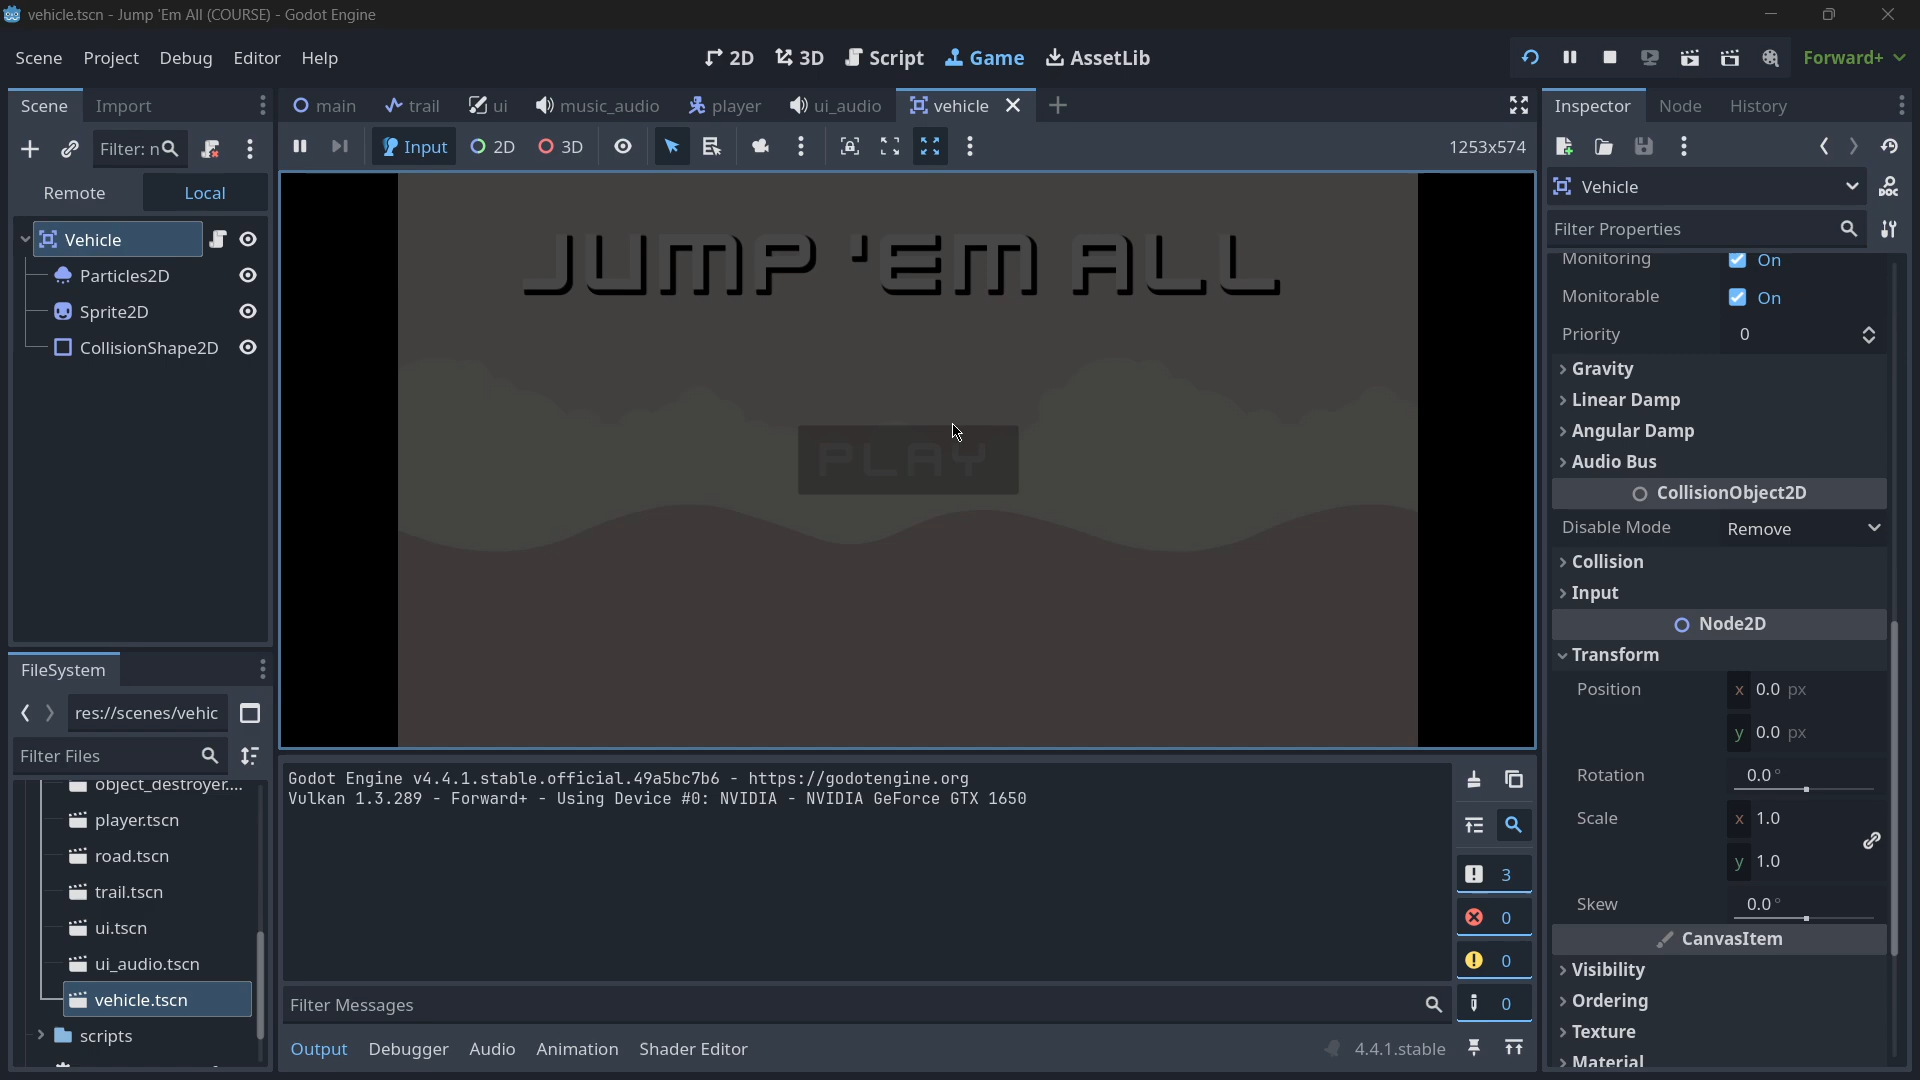 vehicle.tscn - Jump 'Em All (COURSE) - Godot Engine
Scene Project Debug Editor Help
2D 3D Script Game AssetLib
Forward+
Scene Import
main trail ui music_audio player ui_audio vehicle
Inspector Node History
Filter: n
Input 2D 3D
1253x574
Remote Local
Vehicle
Filter Properties
Vehicle
Particles2D
Sprite2D
CollisionShape2D
JUMP 'EM ALL
PLAY
Monitoring On
Monitorable On
Priority 0
Gravity
Linear Damp
Angular Damp
Audio Bus
CollisionObject2D
Disable Mode Remove
Collision
Input
Node2D
Transform
Position x 0.0 px
y 0.0 px
Rotation 0.0 °
Scale x 1.0
y 1.0
Skew 0.0 °
CanvasItem
Visibility
Ordering
Texture
Material
FileSystem
res://scenes/vehic
Filter Files
object_destroyer....
player.tscn
road.tscn
trail.tscn
ui.tscn
ui_audio.tscn
vehicle.tscn
scripts
Godot Engine v4.4.1.stable.official.49a5bc7b6 - https://godotengine.org
Vulkan 1.3.289 - Forward+ - Using Device #0: NVIDIA - NVIDIA GeForce GTX 1650
3
0
0
0
Filter Messages
Output Debugger Audio Animation Shader Editor
4.4.1.stable